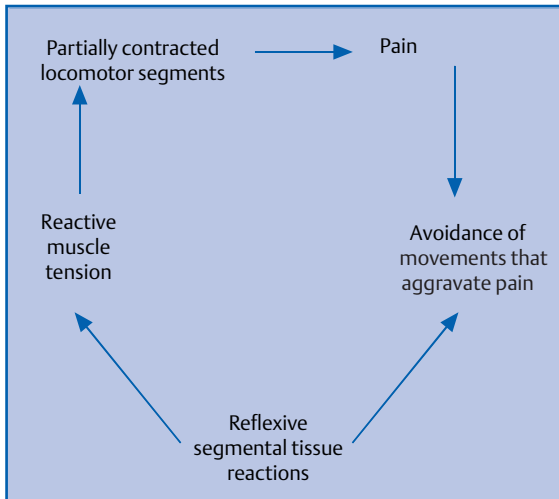 Partially contracted
locomotor segments
Pain
Reactive
muscle
tension
Avoidance of
movements that
aggravate pain
Reflexive
segmental tissue
reactions